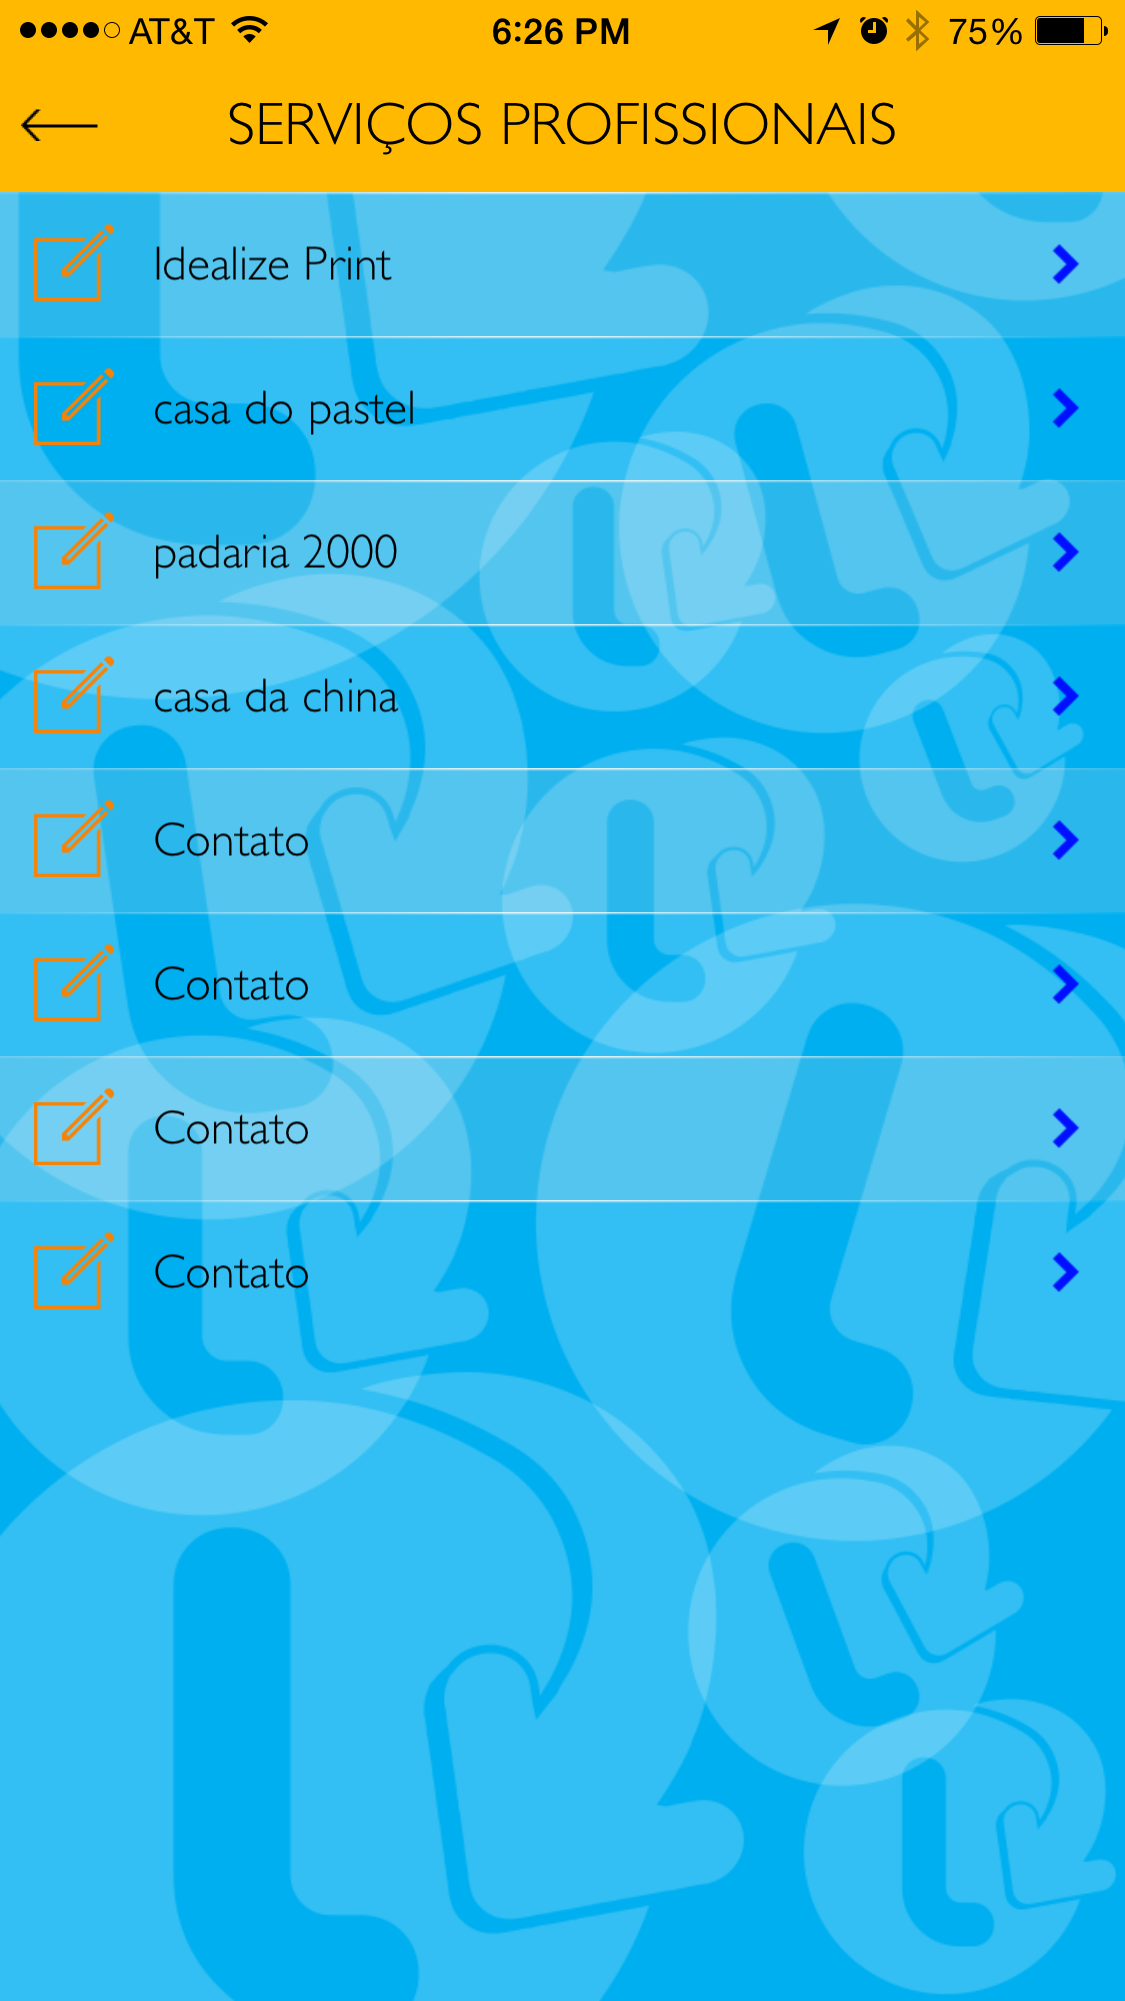 AT&T 6:26 PM 75%
SERVIÇOS PROFISSIONAIS
Idealize Print
casa do pastel
padaria 2000
casa da china
Contato
Contato
Contato
Contato